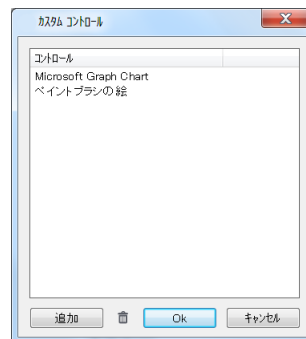 カスタム コントロール
コントロール
Microsoft Graph Chart
ペイントブラシの絵
追加
Ok
キャンセル